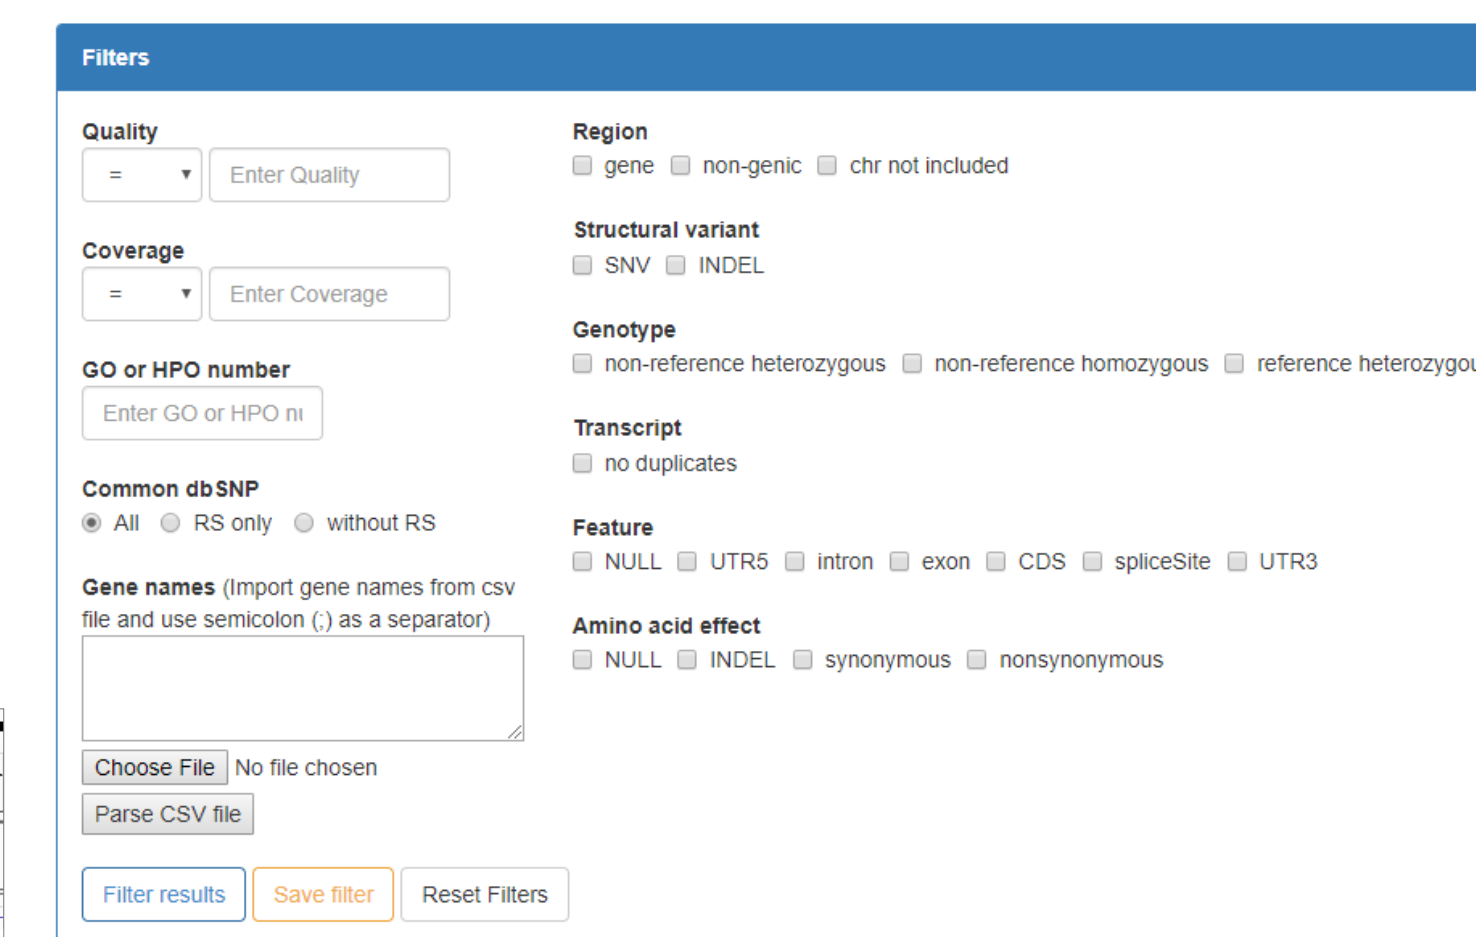 Filters
Quality
=
Enter Quality
Coverage
=
Enter Coverage
GO or HPO number
Enter GO or HPO
Common dbSNP
All RS only without RS
Gene names (Import gene names from csv
file and use semicolon (;) as a separator)
Choose File No file chosen
Parse CSV file
Filter results Save filter Reset Filters
Region
gene non-genic chr not included
Structural variant
SNV INDEL
Genotype
non-reference heterozygous non-reference homozygous reference
Transcript
no duplicates
Feature
NULL UTR5 intron exon CDS spliceSite UTR3
Amino acid effect
NULL INDEL synonymous nonsynonymous